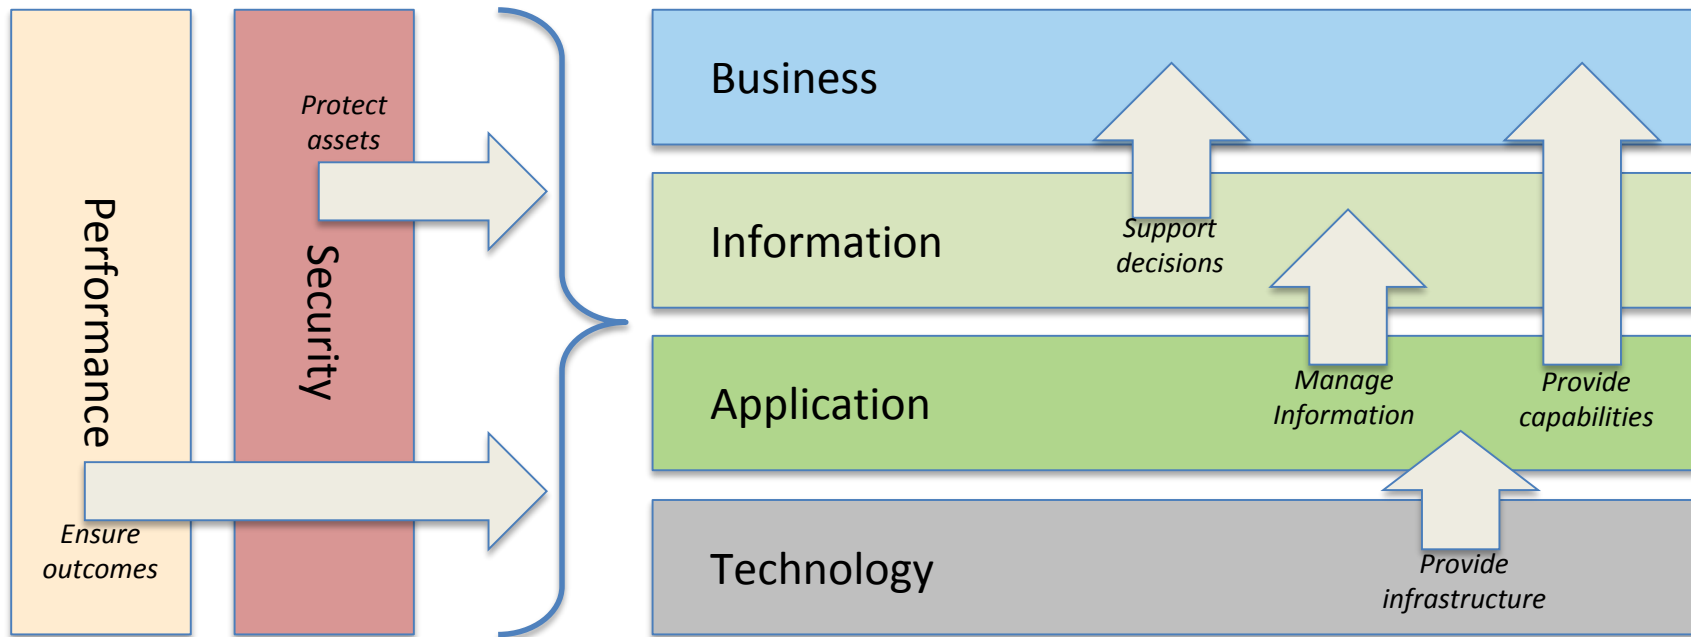 Performance
Ensure
outcomes
Security
Protect
assets
Business
Information
Support
decisions
Application
Manage
Information
Provide
capabilities
Technology
Provide
infrastructure